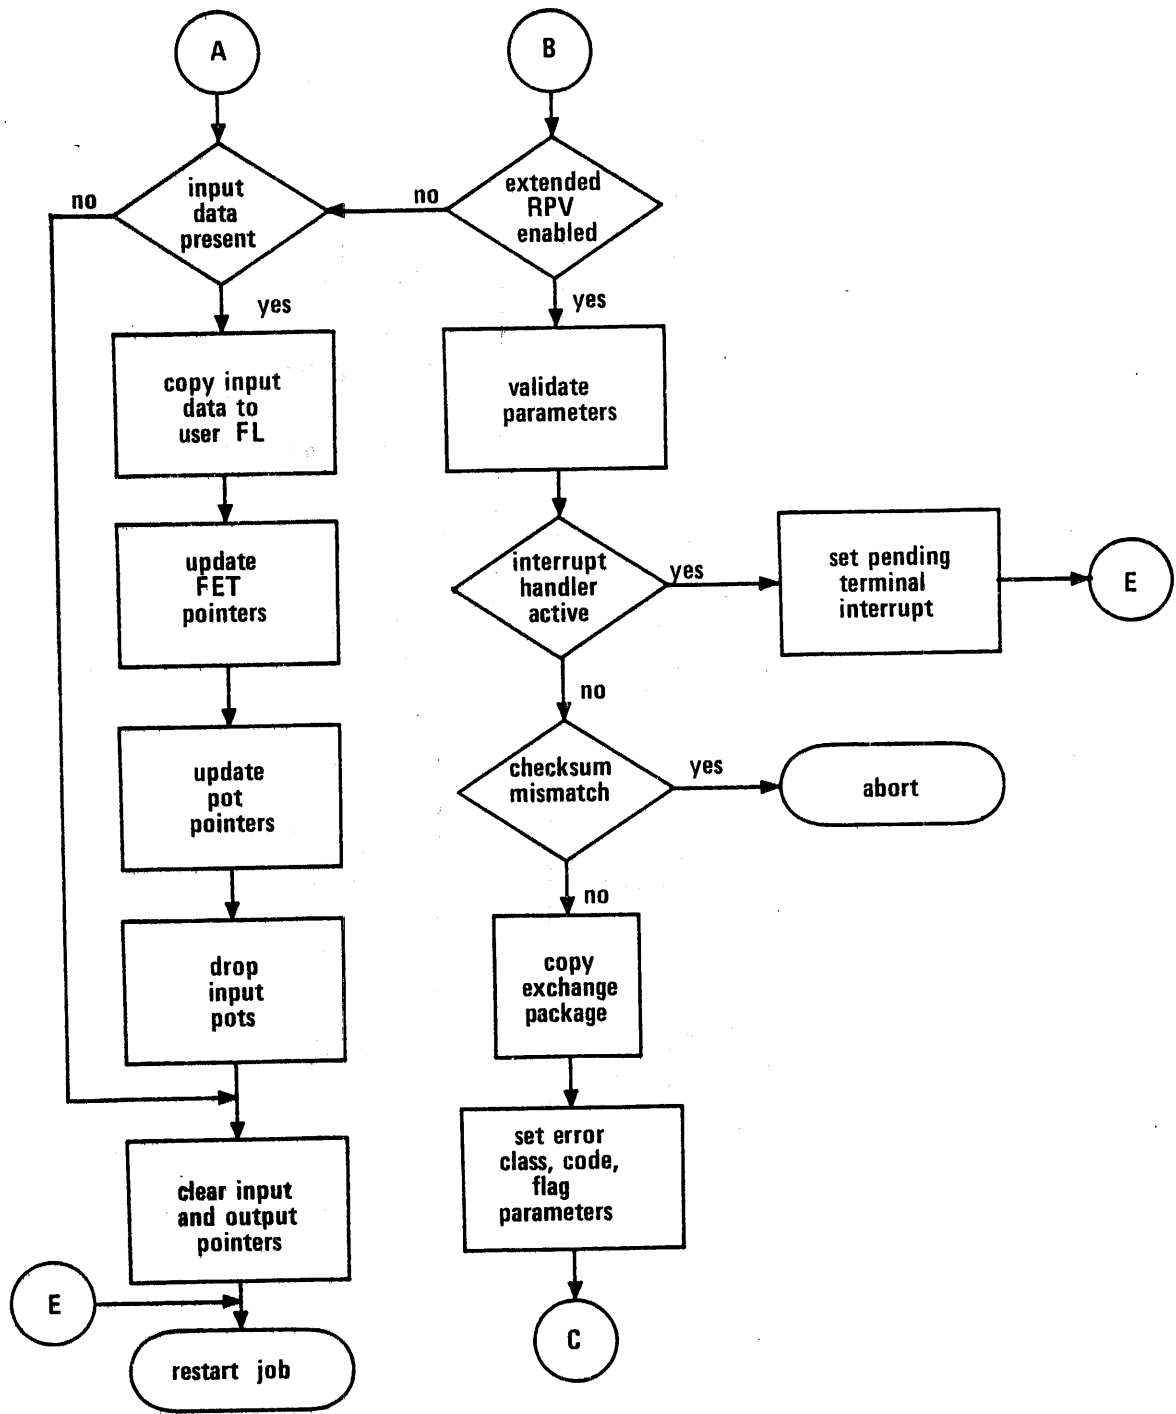 A
B
no
input
data
present
no
extended
RPV
enabled
yes
yes
copy input
data to
user FL
validate
parameters
update
FET
pointers
interrupt
handler
active
yes
set pending
terminal
interrupt
E
no
update
pot
pointers
checksum
mismatch
yes
abort
no
drop
input
pots
copy
exchange
package
clear input
and output
pointers
set error
class, code,
flag
parameters
E
restart job
C